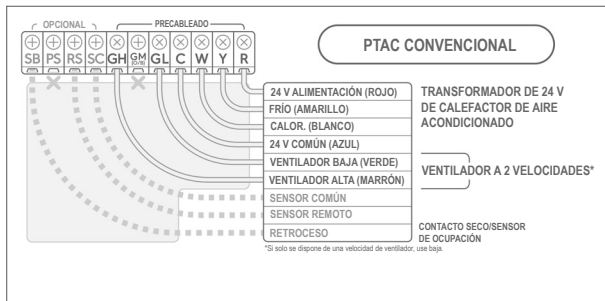 OPCIONAL
PRECABLEADO
SB PS RS SC GH GM (O/B) GL C W Y R
PTAC CONVENCIONAL
24 V ALIMENTACIÓN (ROJO)
FRÍO (AMARILLO)
CALOR. (BLANCO)
24 V COMÚN (AZUL)
VENTILADOR BAJA (VERDE)
VENTILADOR ALTA (MARRÓN)
SENSOR COMÚN
SENSOR REMOTO
RETROCESO
TRANSFORMADOR DE 24 V
DE CALEFACTOR DE AIRE
ACONDICIONADO
VENTILADOR A 2 VELOCIDADES*
CONTACTO SECO/SENSOR
DE OCUPACIÓN
*Si solo se dispone de una velocidad de ventilador, use baja.